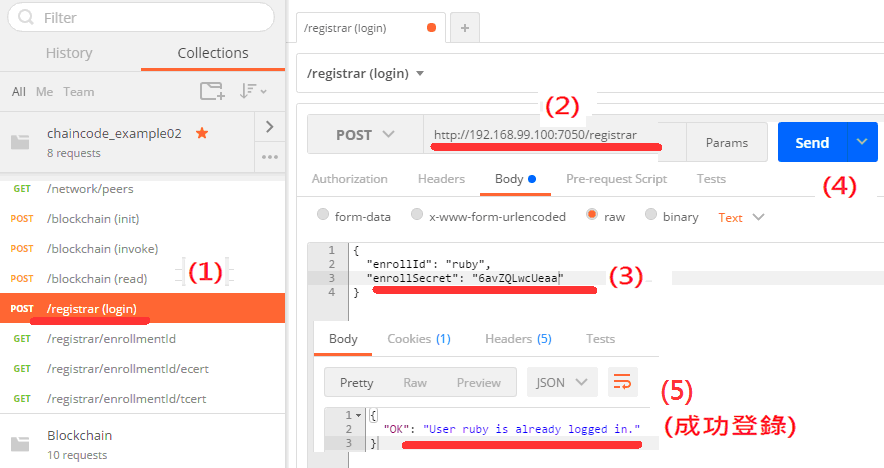 Filter
History
Collections
All Me Team
chaincode_example02
8 requests
GET /network/peers
POST /blockchain (init)
POST /blockchain (invoke)
POST /blockchain (read)
(1)
POST /registrar (login)
GET /registrar/enrollmentId
GET /registrar/enrollmentId/ecert
GET /registrar/enrollmentId/tcert
Blockchain
10 requests
/registrar (login)
/registrar (login)
(2)
POST
http://192.168.99.100:7050/registrar
Params
Send
(4)
Authorization Headers Body Pre-request Script Tests
form-data x-www-form-urlencoded raw binary Text
1 {
2 "enrollId": "ruby",
3 "enrollSecret": "6avZQLwcUeaa"
4 }
(3)
Body Cookies (1) Headers (5) Tests
Pretty Raw Preview JSON
1 {
2 "OK": "User ruby is already logged in."
3 }
(5)
(成功登錄)